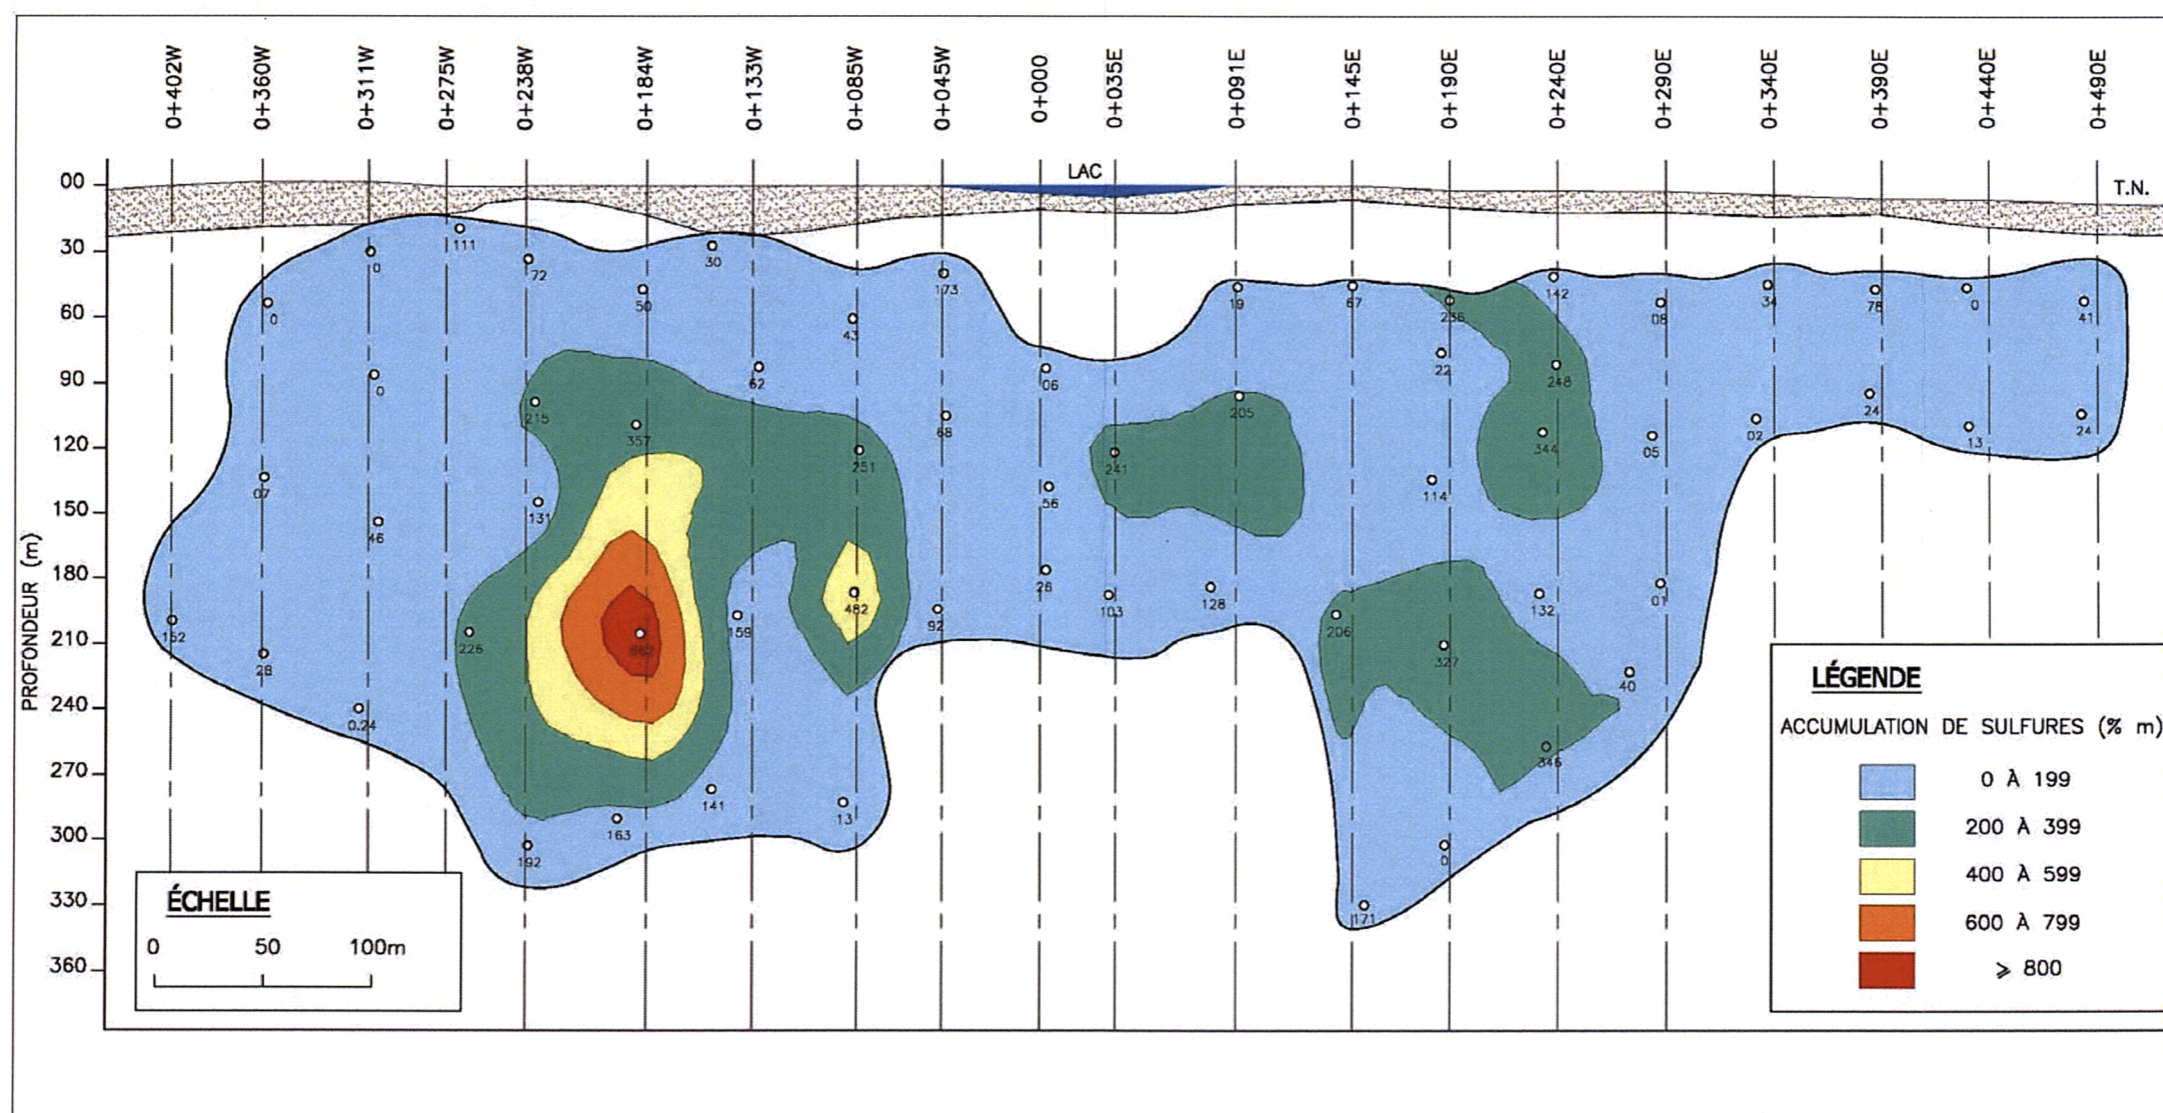 0+402W 0+360W 0+311W 0+275W 0+238W 0+184W 0+133W 0+085W 0+045W 0+000 0+035E 0+091E 0+145E 0+190E 0+240E 0+290E 0+340E 0+390E 0+440E 0+490E
LAC
T.N.
PROFONDEUR (m)
00
30
60
90
120
150
180
210
240
270
300
330
360
111
0 72 30
50 173 19 67 236 142 08 34 78 0 41
0 43
0 62 06 22 248
215 205 24
357 251 68 241 344 05 02 13 24
07 131 56 114
46
26 103 128 132 01
152 226 159 482 92 206
28 327 40
0.24 346
141 13
163
192 0
171
ÉCHELLE
0 50 100m
LÉGENDE
ACCUMULATION DE SULFURES (% m)
0 À 199
200 À 399
400 À 599
600 À 799
⩾ 800